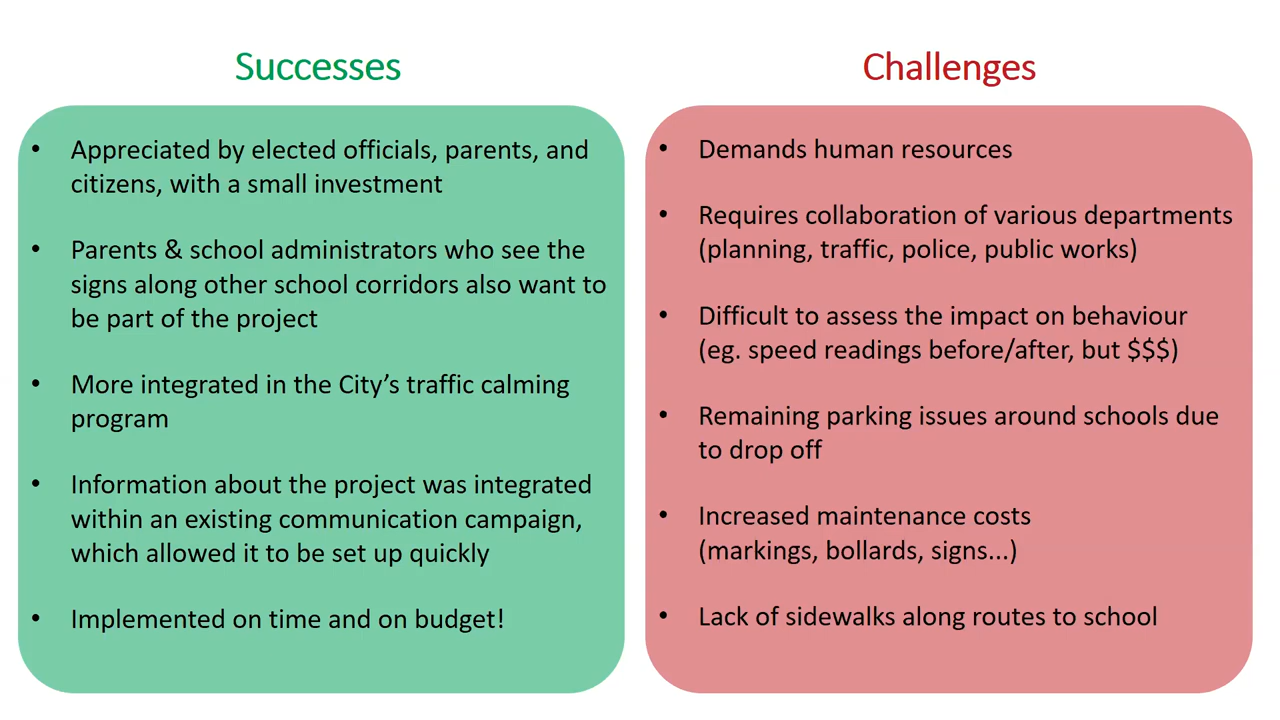 Successes
• Appreciated by elected officials, parents, and
citizens, with a small investment
• Parents & school administrators who see the
signs along other school corridors also want to
be part of the project
• More integrated in the City’s traffic calming
program
• Information about the project was integrated
within an existing communication campaign,
which allowed it to be set up quickly
• Implemented on time and on budget!
Challenges
• Demands human resources
• Requires collaboration of various departments
(planning, traffic, police, public works)
• Difficult to assess the impact on behaviour
(eg. speed readings before/after, but $$$)
• Remaining parking issues around schools due
to drop off
• Increased maintenance costs
(markings, bollards, signs...)
• Lack of sidewalks along routes to school